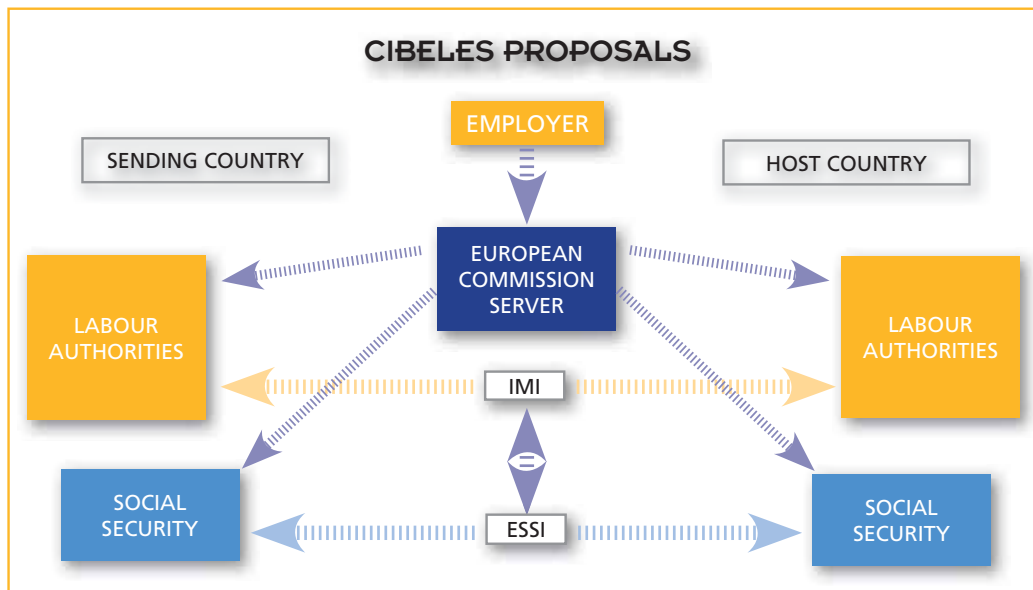 CIBELES PROPOSALS
EMPLOYER
SENDING COUNTRY
HOST COUNTRY
EUROPEAN
COMMISSION
SERVER
LABOUR
AUTHORITIES
LABOUR
AUTHORITIES
IMI
SOCIAL
SECURITY
ESSI
SOCIAL
SECURITY